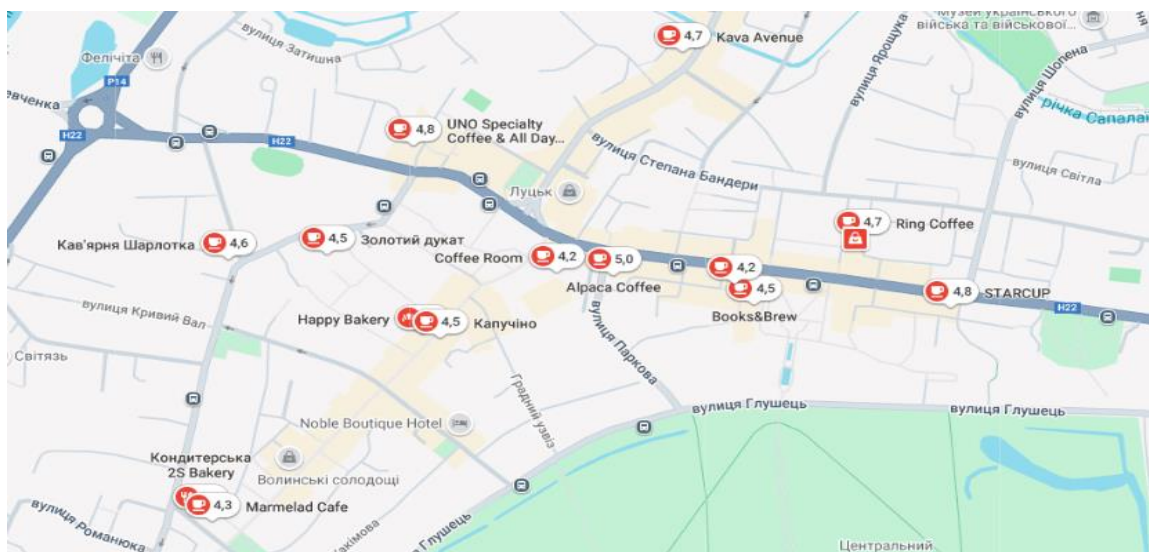 Музей українського
війська та військової...
вулиця Затишна
4,7
Kava Avenue
вулиця Ярощука
вулиця Шопена
Фелічіта
P14
евченка
H22
H22
4,8
UNO Specialty
Coffee & All Day...
річка Сапалаї
вулиця Степана Бандери
вулиця Світла
Луцьк
4,7
Ring Coffee
Кав'ярня Шарлотка
4,6
4,5
Золотий дукат
Coffee Room
4,2
5,0
Alpaca Coffee
4,2
4,5
Books&Brew
4,8
STARCUP
H22
вулиця Кривий Вал
Happy Bakery
4,5
Капучіно
вулиця Паркова
Світязь
Градний узвіз
вулиця Глушець
вулиця Глушець
Noble Boutique Hotel
Кондитерська
2S Bakery
Волинські солодощі
4,3
Marmelad Cafe
вулиця Романюка
акімова
вулиця Глушець
Центральний